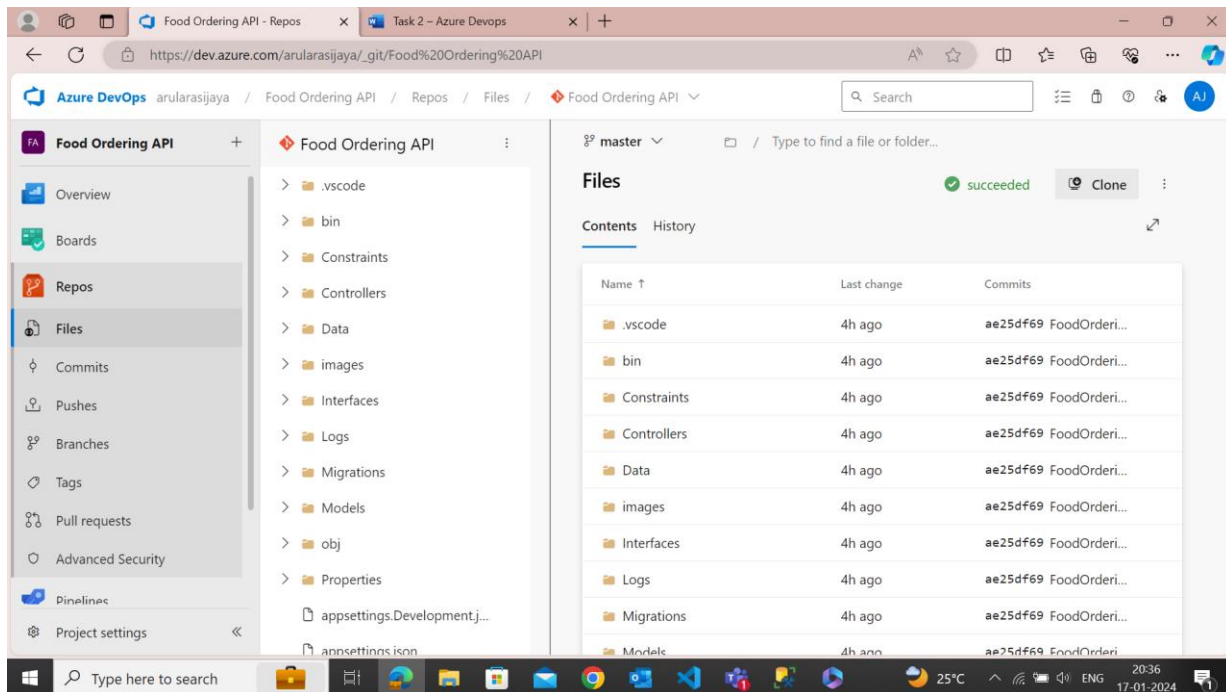 Food Ordering API - Repos
Task 2 – Azure Devops
https://dev.azure.com/arularasijaya/_git/Food%20Ordering%20API
Azure DevOps arularasijaya / Food Ordering API / Repos / Files / Food Ordering API
Search
AJ
FA Food Ordering API
Overview
Boards
Repos
Files
Commits
Pushes
Branches
Tags
Pull requests
Advanced Security
Pipelines
Project settings
Food Ordering API
.vscode
bin
Constraints
Controllers
Data
images
Interfaces
Logs
Migrations
Models
obj
Properties
appsettings.Development.j...
appsettings.json
master / Type to find a file or folder...
Files
succeeded
Clone
Contents History
Name ↑ Last change Commits
.vscode 4h ago ae25df69 FoodOrderi...
bin 4h ago ae25df69 FoodOrderi...
Constraints 4h ago ae25df69 FoodOrderi...
Controllers 4h ago ae25df69 FoodOrderi...
Data 4h ago ae25df69 FoodOrderi...
images 4h ago ae25df69 FoodOrderi...
Interfaces 4h ago ae25df69 FoodOrderi...
Logs 4h ago ae25df69 FoodOrderi...
Migrations 4h ago ae25df69 FoodOrderi...
Models 4h ago ae25df69 FoodOrderi...
Type here to search
25°C
ENG
20:36
17-01-2024